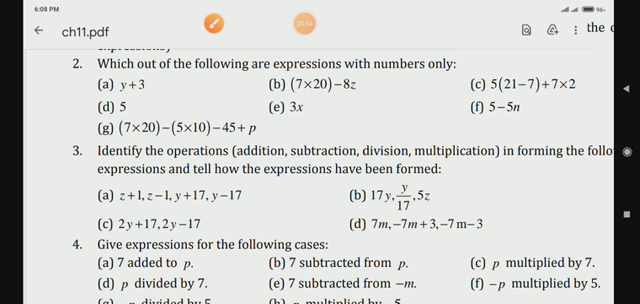 6:08 PM
96%
ch11.pdf
20:54
the
2. Which out of the following are expressions with numbers only:
(a) y+3 (b) (7×20)−8z (c) 5(21−7)+7×2
(d) 5 (e) 3x (f) 5−5n
(g) (7×20)−(5×10)−45+p
3. Identify the operations (addition, subtraction, division, multiplication) in forming the
expressions and tell how the expressions have been formed:
(a) z+1, z−1, y+17, y−17 (b) 17y, y/17, 5z
(c) 2y+17, 2y−17 (d) 7m, −7m+3, −7m−3
4. Give expressions for the following cases:
(a) 7 added to p. (b) 7 subtracted from p. (c) p multiplied by 7.
(d) p divided by 7. (e) 7 subtracted from −m. (f) −p multiplied by 5.